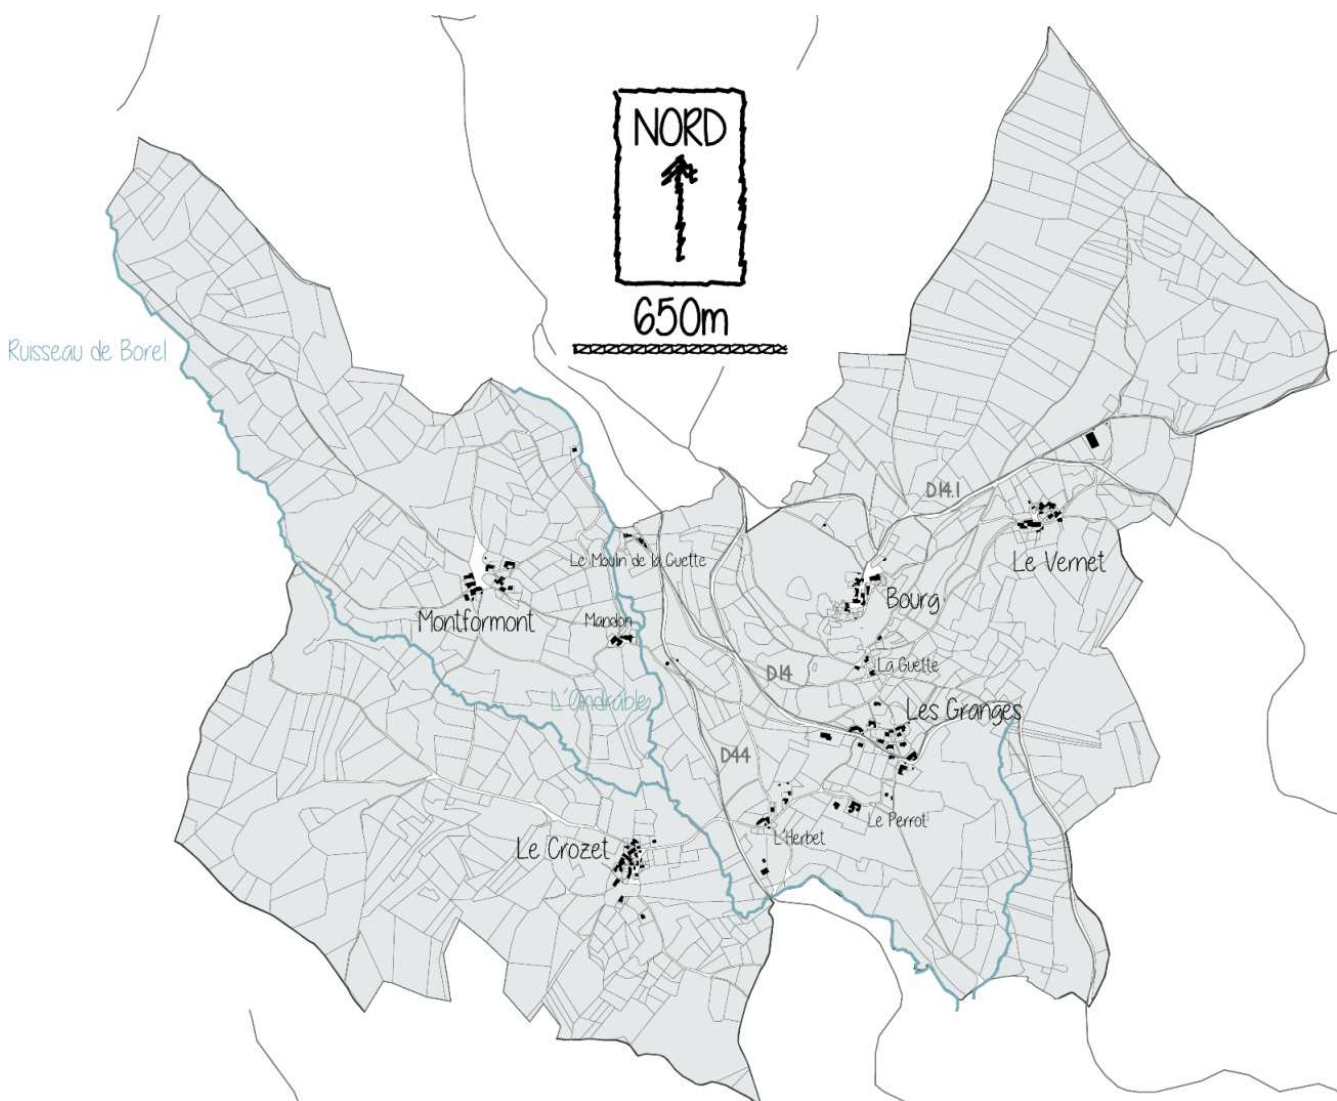 NORD
650m
Ruisseau de Borel
D14.1
Le Moulin de la Guette
Le Vernet
Bourg
Montformont
Mandon
La Guette
D14
L'Andrable
Les Granges
D44
Le Perrot
L'Herbet
Le Crozet